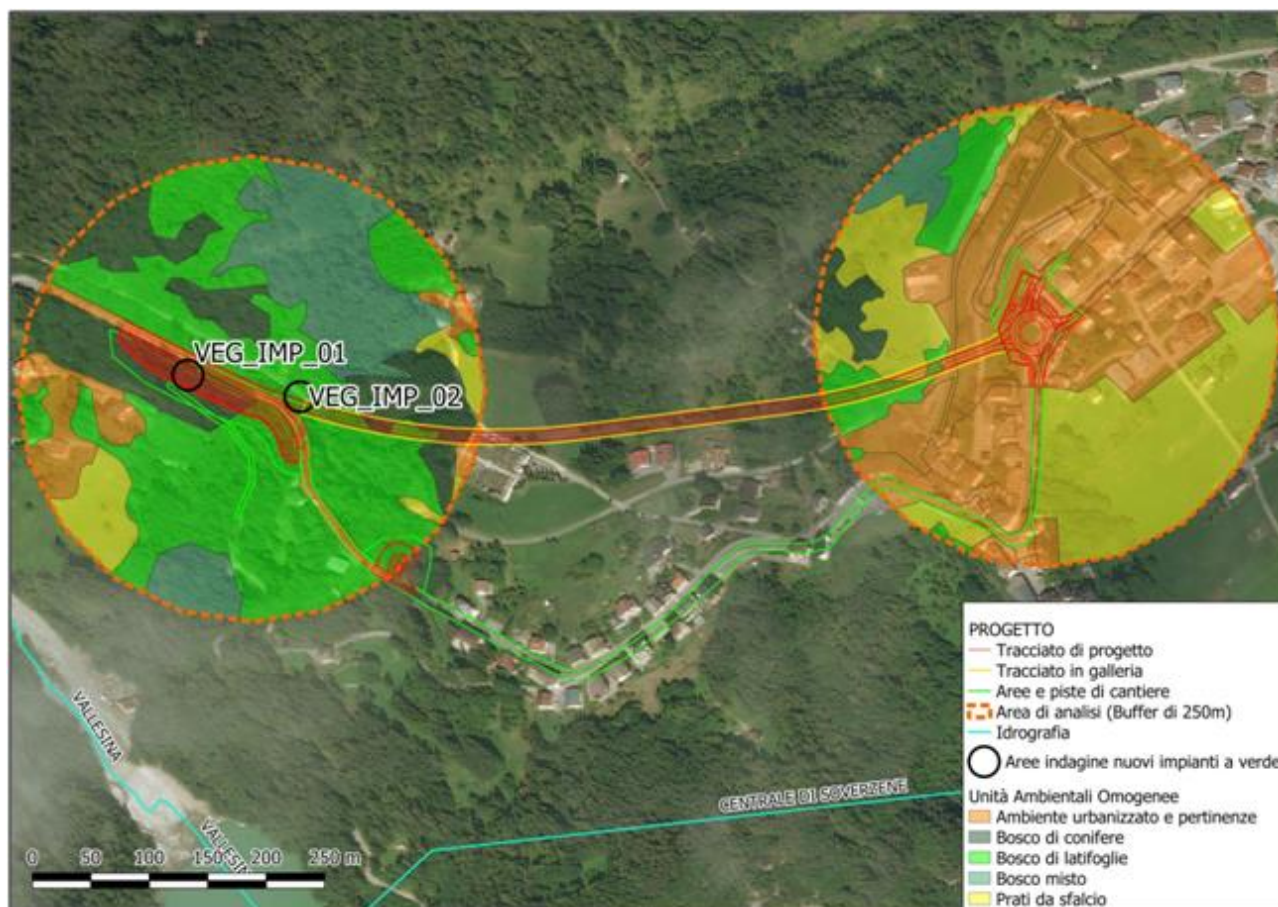 VEG_IMP_01
VEG_IMP_02
PROGETTO
Tracciato di progetto
Tracciato in galleria
Aree e piste di cantiere
Area di analisi (Buffer di 250m)
Idrografia
Aree indagine nuovi impianti a verde
Unità Ambientali Omogenee
Ambiente urbanizzato e pertinenze
Bosco di conifere
Bosco di latifoglie
Bosco misto
Prati da sfalcio
VALLESINA
VALLESINA
CENTRALE DI SOVERZENE
0 50 100 150 200 250 m